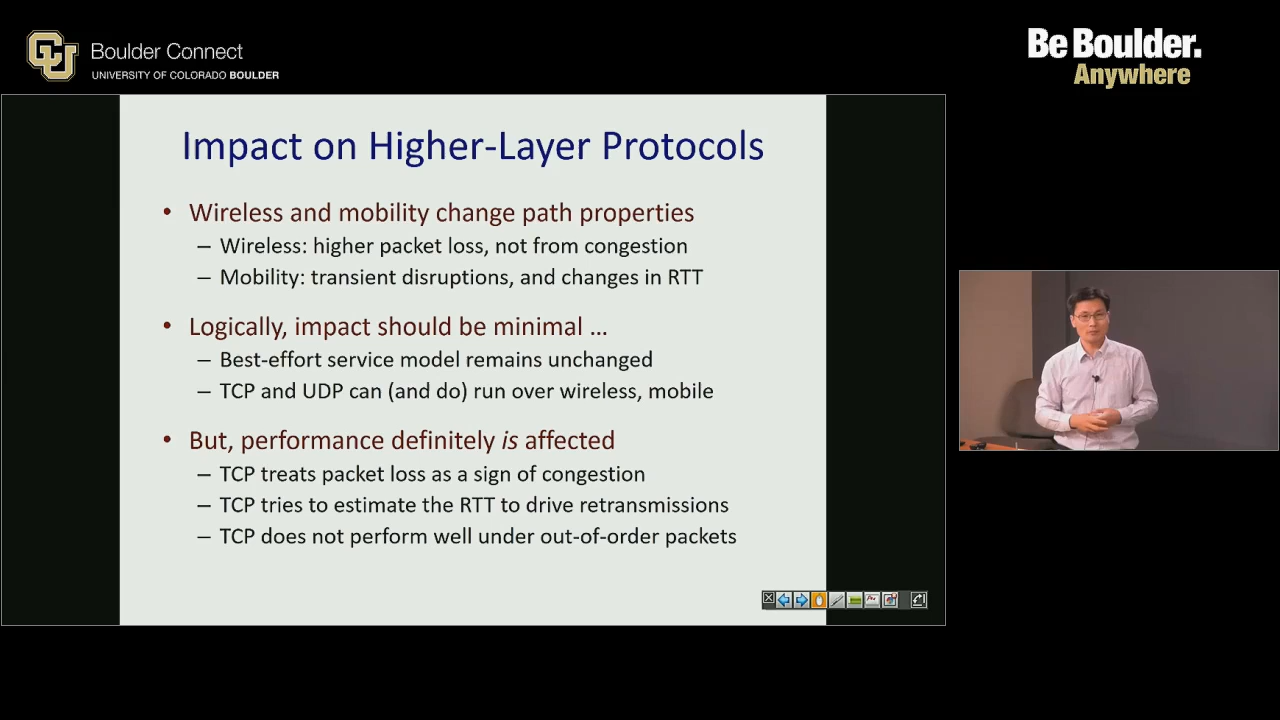 Boulder Connect
UNIVERSITY OF COLORADO BOULDER
Be Boulder.
Anywhere
Impact on Higher-Layer Protocols
• Wireless and mobility change path properties
– Wireless: higher packet loss, not from congestion
– Mobility: transient disruptions, and changes in RTT
• Logically, impact should be minimal …
– Best-effort service model remains unchanged
– TCP and UDP can (and do) run over wireless, mobile
• But, performance definitely is affected
– TCP treats packet loss as a sign of congestion
– TCP tries to estimate the RTT to drive retransmissions
– TCP does not perform well under out-of-order packets